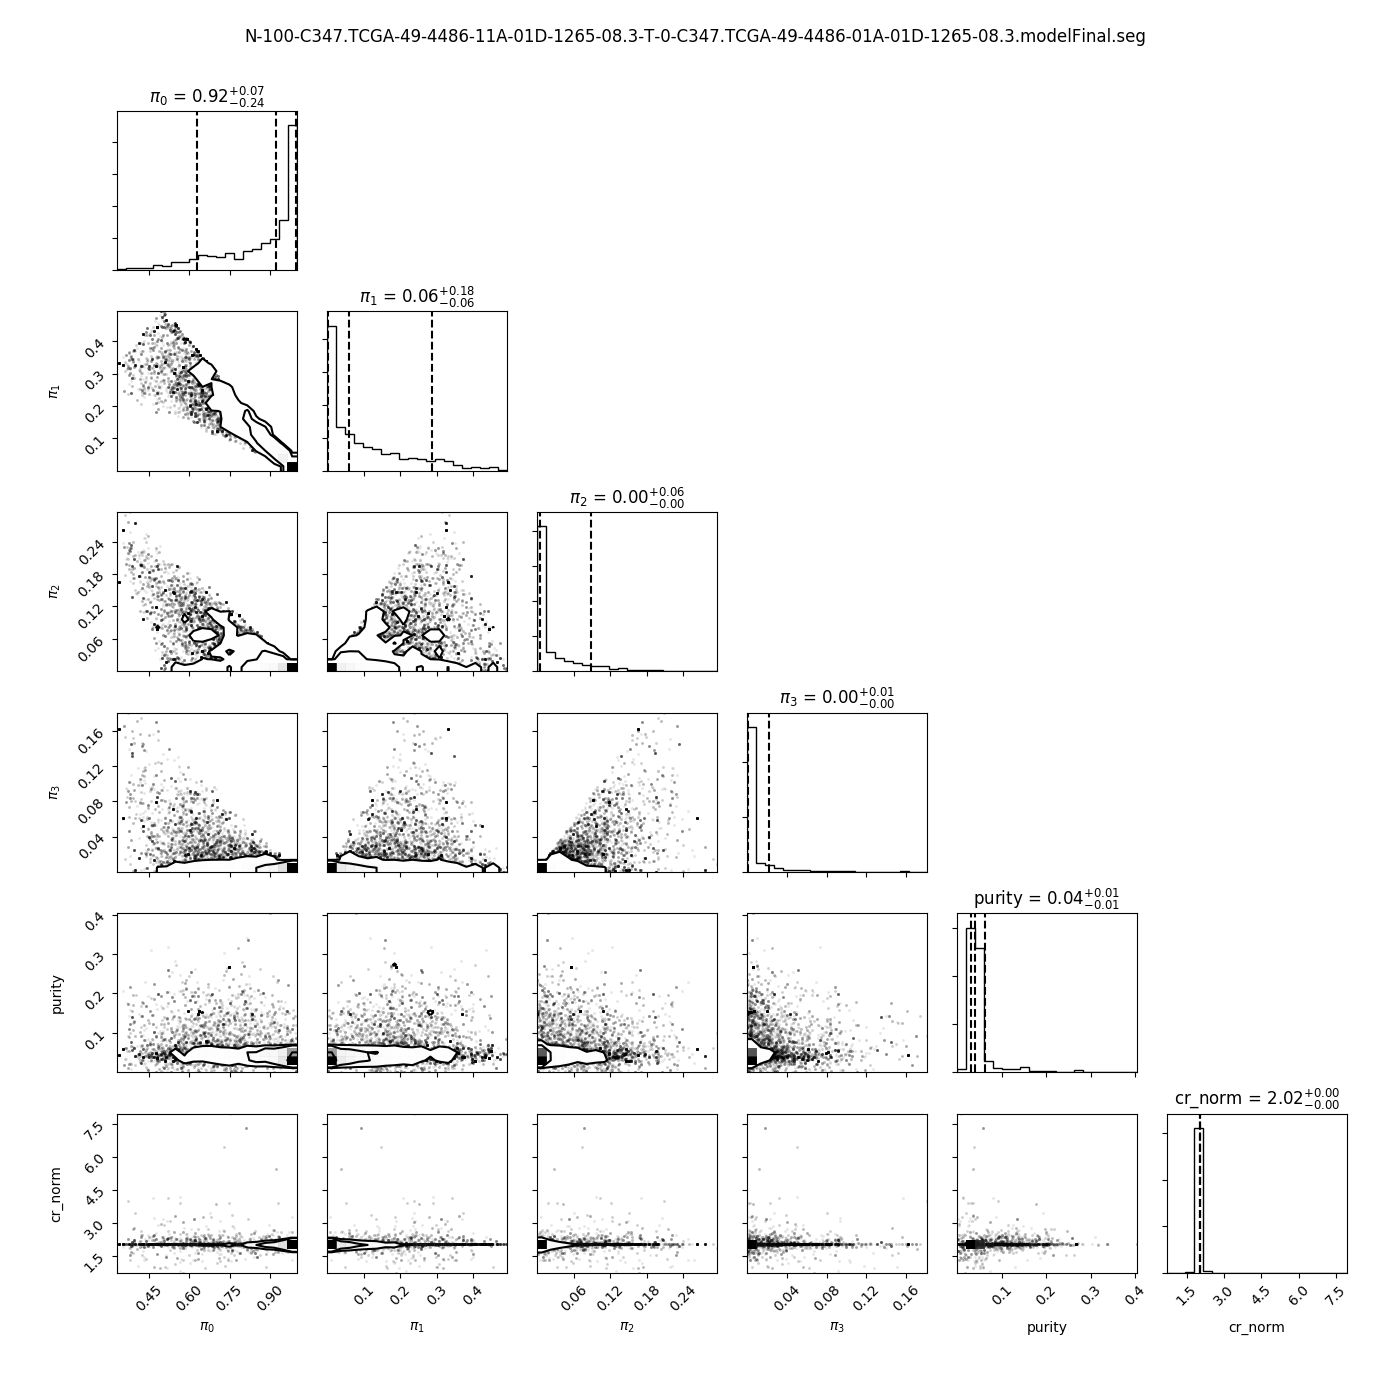 N-100-C347.TCGA-49-4486-11A-01D-1265-08.3-T-0-C347.TCGA-49-4486-01A-01D-1265-08.3.modelFinal.seg
π₀ = 0.92 +0.07 −0.24
π₁ = 0.06 +0.18 −0.06
0.4
0.3
0.2
0.1
π₁
π₂ = 0.00 +0.06 −0.00
0.24
0.18
0.12
0.06
π₂
π₃ = 0.00 +0.01 −0.00
0.16
0.12
0.08
0.04
π₃
purity = 0.04 +0.01 −0.01
0.4
0.3
0.2
0.1
purity
cr_norm = 2.02 +0.00 −0.00
7.5
6.0
4.5
3.0
1.5
cr_norm
0.45 0.60 0.75 0.90 0.1 0.2 0.3 0.4 0.06 0.12 0.18 0.24 0.04 0.08 0.12 0.16 0.1 0.2 0.3 0.4 1.5 3.0 4.5 6.0 7.5
π₀ π₁ π₂ π₃ purity cr_norm